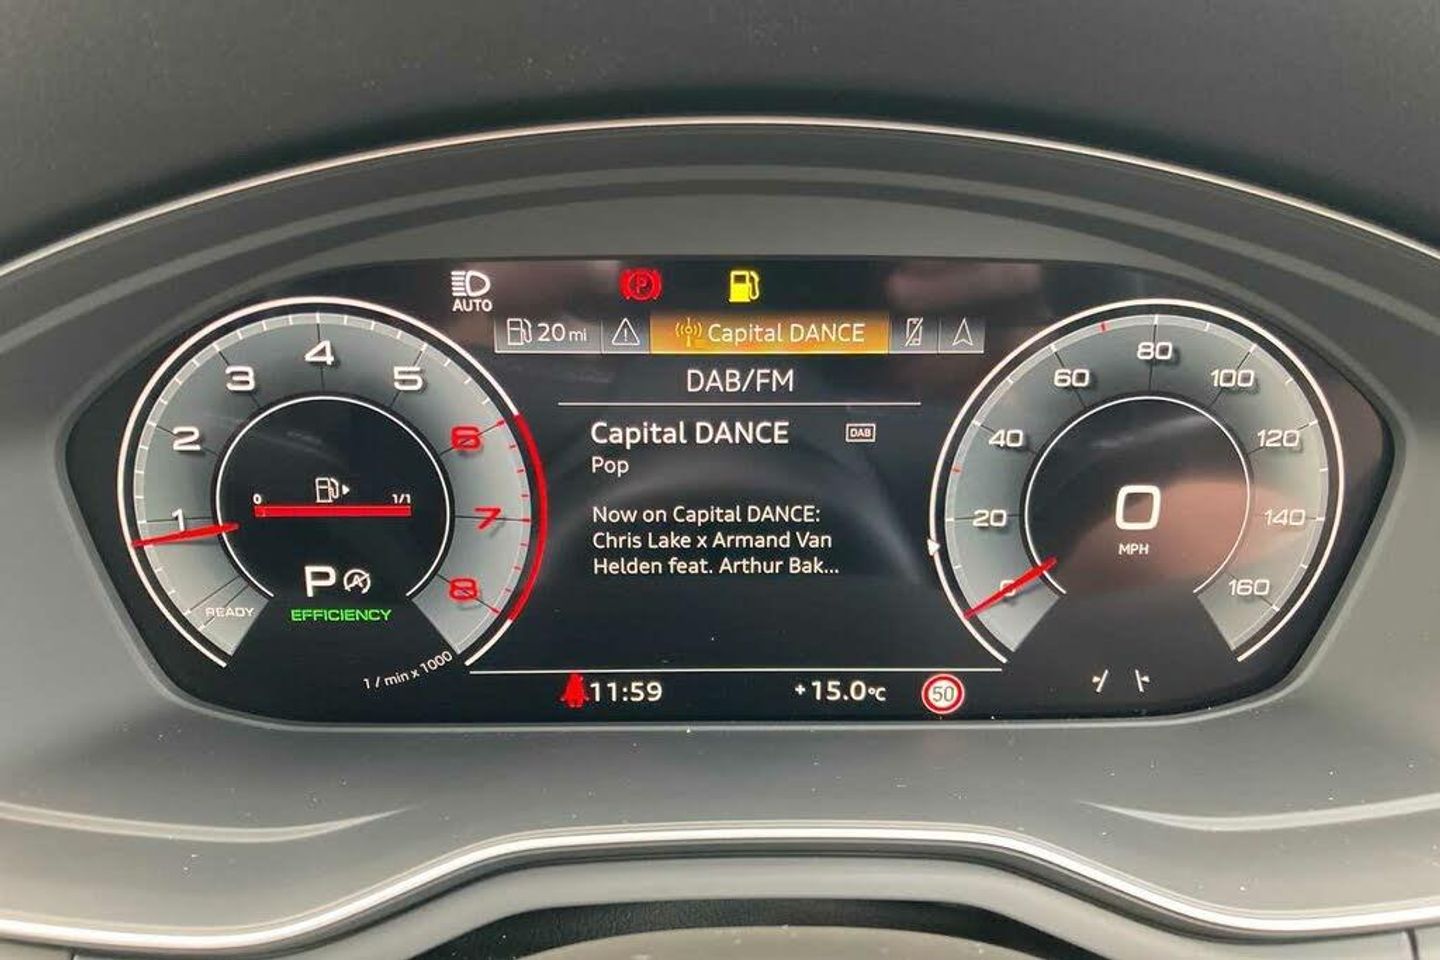 AUTO
P
20 mi
Capital DANCE
DAB/FM
Capital DANCE
DAB
Pop
Now on Capital DANCE:
Chris Lake x Armand Van
Helden feat. Arthur Bak...
1
2
3
4
5
6
7
8
0
1/1
P
A
READY
EFFICIENCY
1 / min x 1000
0
20
40
60
80
100
120
140
160
0
MPH
11:59
+15.0°C
50